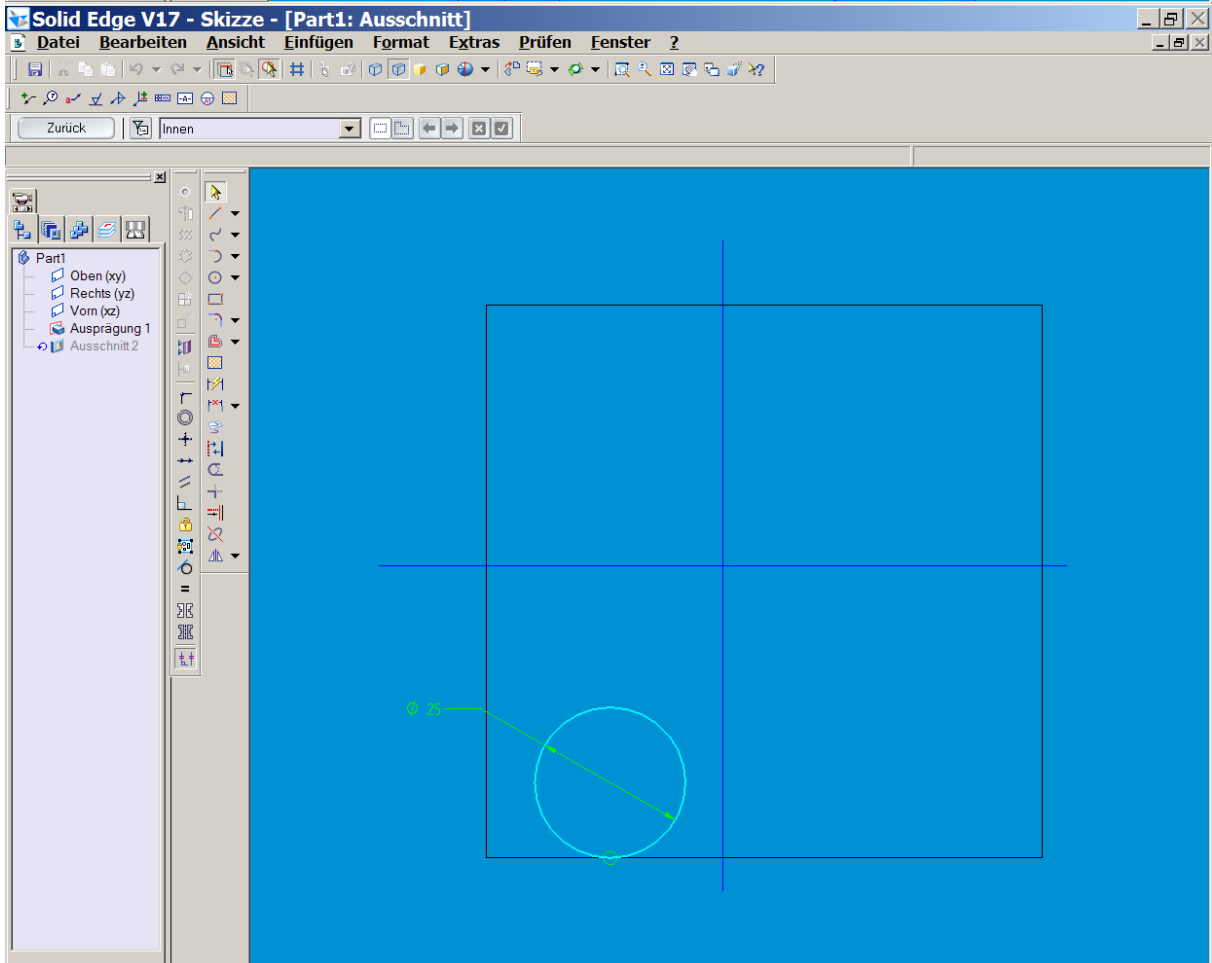 Solid Edge V17 - Skizze - [Part1: Ausschnitt]
Datei Bearbeiten Ansicht Einfügen Format Extras Prüfen Fenster ?
Zurück Innen
Part1
Oben (xy)
Rechts (yz)
Vorn (xz)
Ausprägung 1
Ausschnitt 2
Ø 25